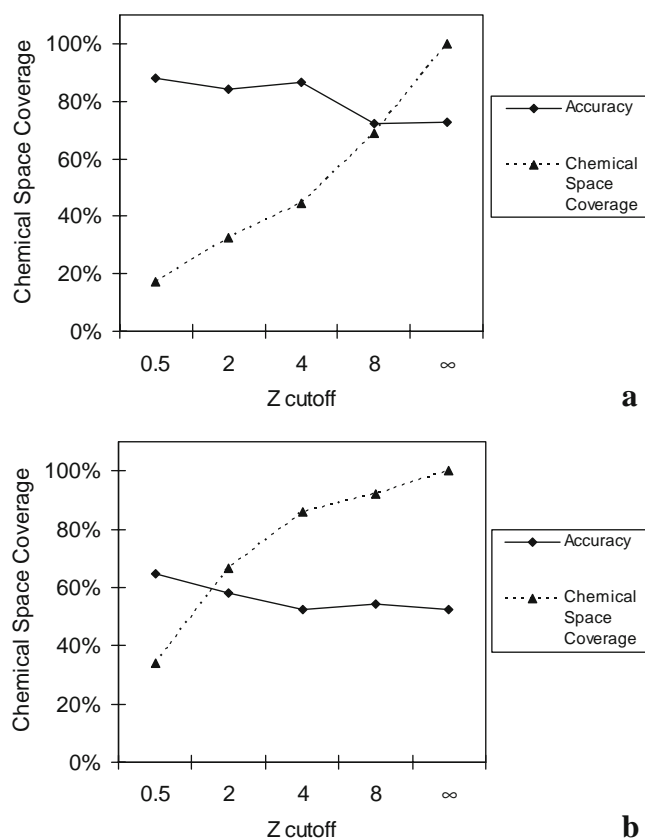 100%
80%
60%
40%
20%
0%
Chemical Space Coverage
0.5 2 4 8 ∞
Z cutoff
Accuracy
Chemical
Space
Coverage
a
100%
80%
60%
40%
20%
0%
Chemical Space Coverage
0.5 2 4 8 ∞
Z cutoff
Accuracy
Chemical
Space
Coverage
b